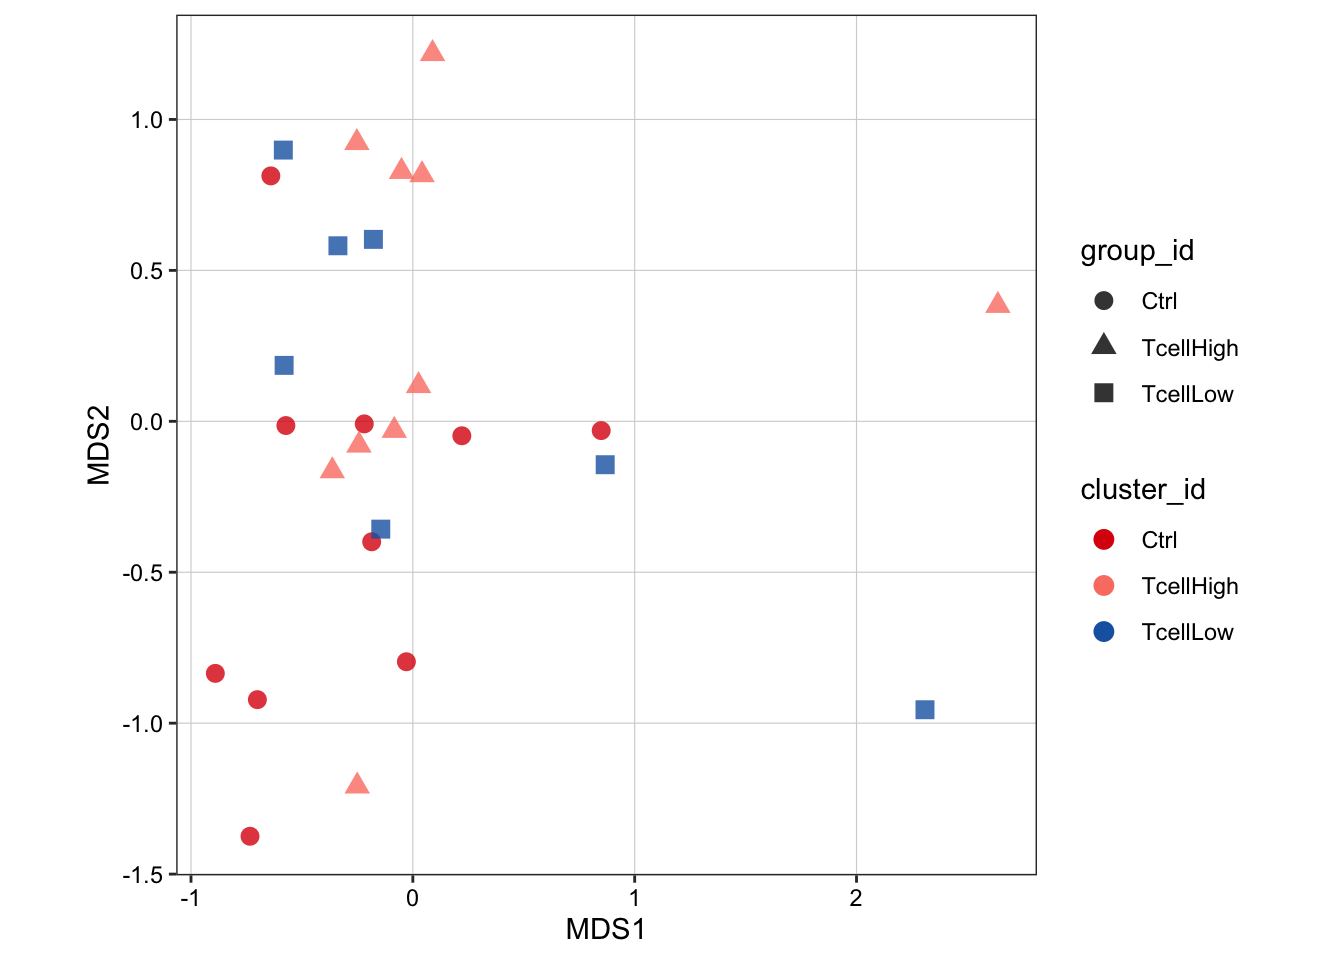 MDS2
1.0
0.5
0.0
-0.5
-1.0
-1.5
-1
0
1
2
MDS1
group_id
Ctrl
TcellHigh
TcellLow
cluster_id
Ctrl
TcellHigh
TcellLow